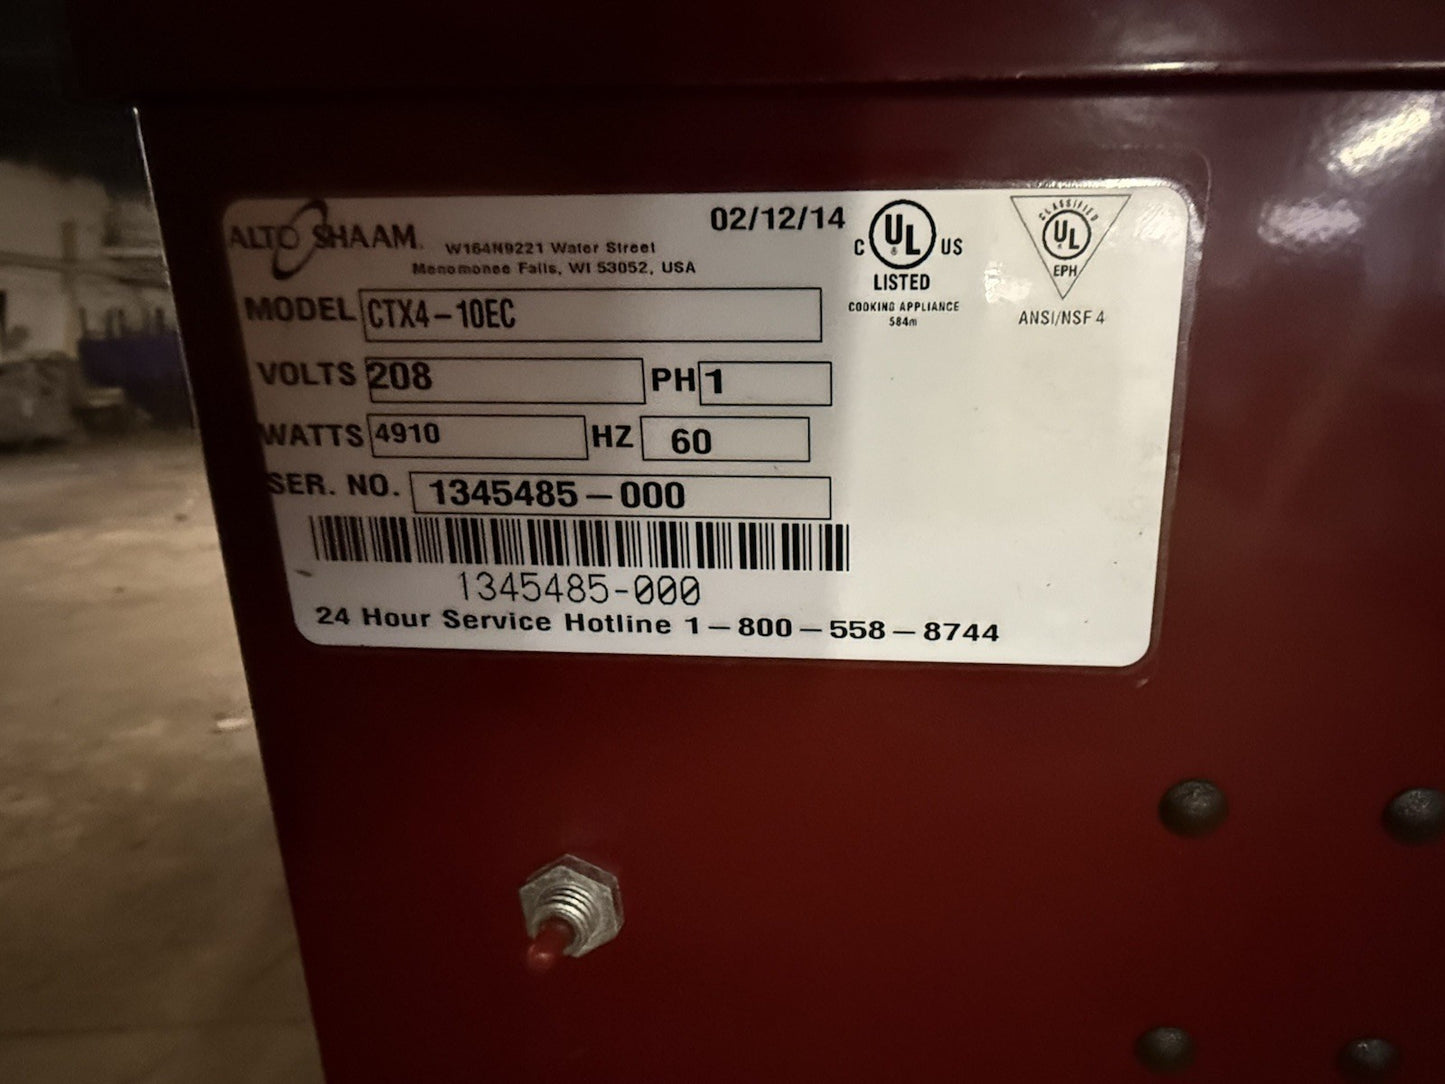 ALTO SHAAM.
W164N9221 Water Street
Menomonee Falls, WI 53052, USA
02/12/14
C UL US
LISTED
COOKING APPLIANCE
584m
CLASSIFIED
UL
EPH
ANSI/NSF 4
MODEL CTX4-10EC
VOLTS 208 PH 1
WATTS 4910 HZ 60
SER. NO. 1345485-000
1345485-000
24 Hour Service Hotline 1-800-558-8744